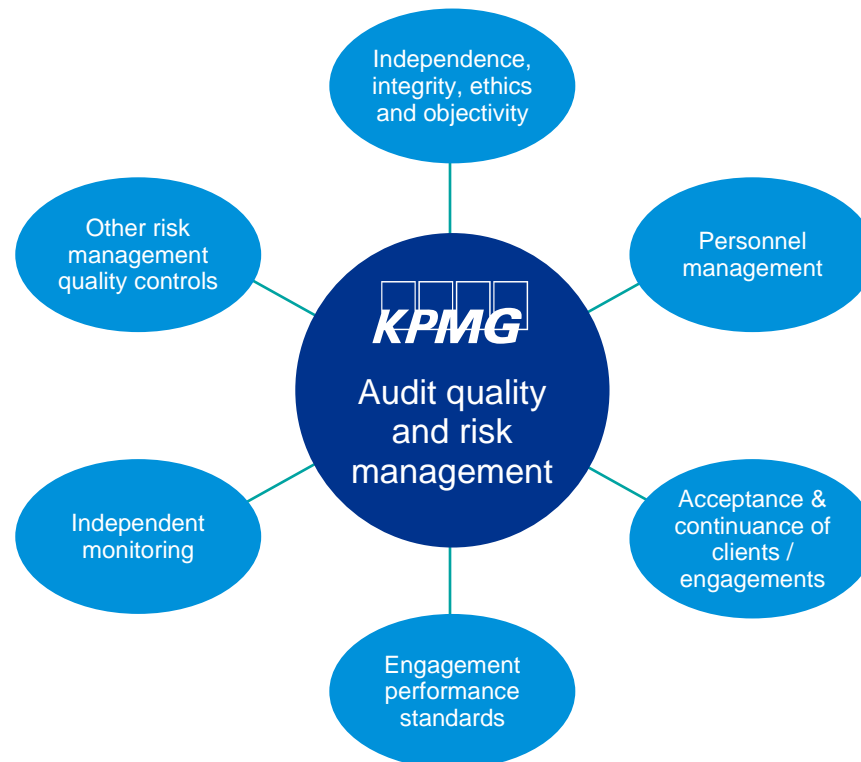 Independence,
integrity, ethics
and objectivity
Other risk
management
quality controls
Personnel
management
KPMG
Audit quality
and risk
management
Independent
monitoring
Acceptance &
continuance of
clients /
engagements
Engagement
performance
standards